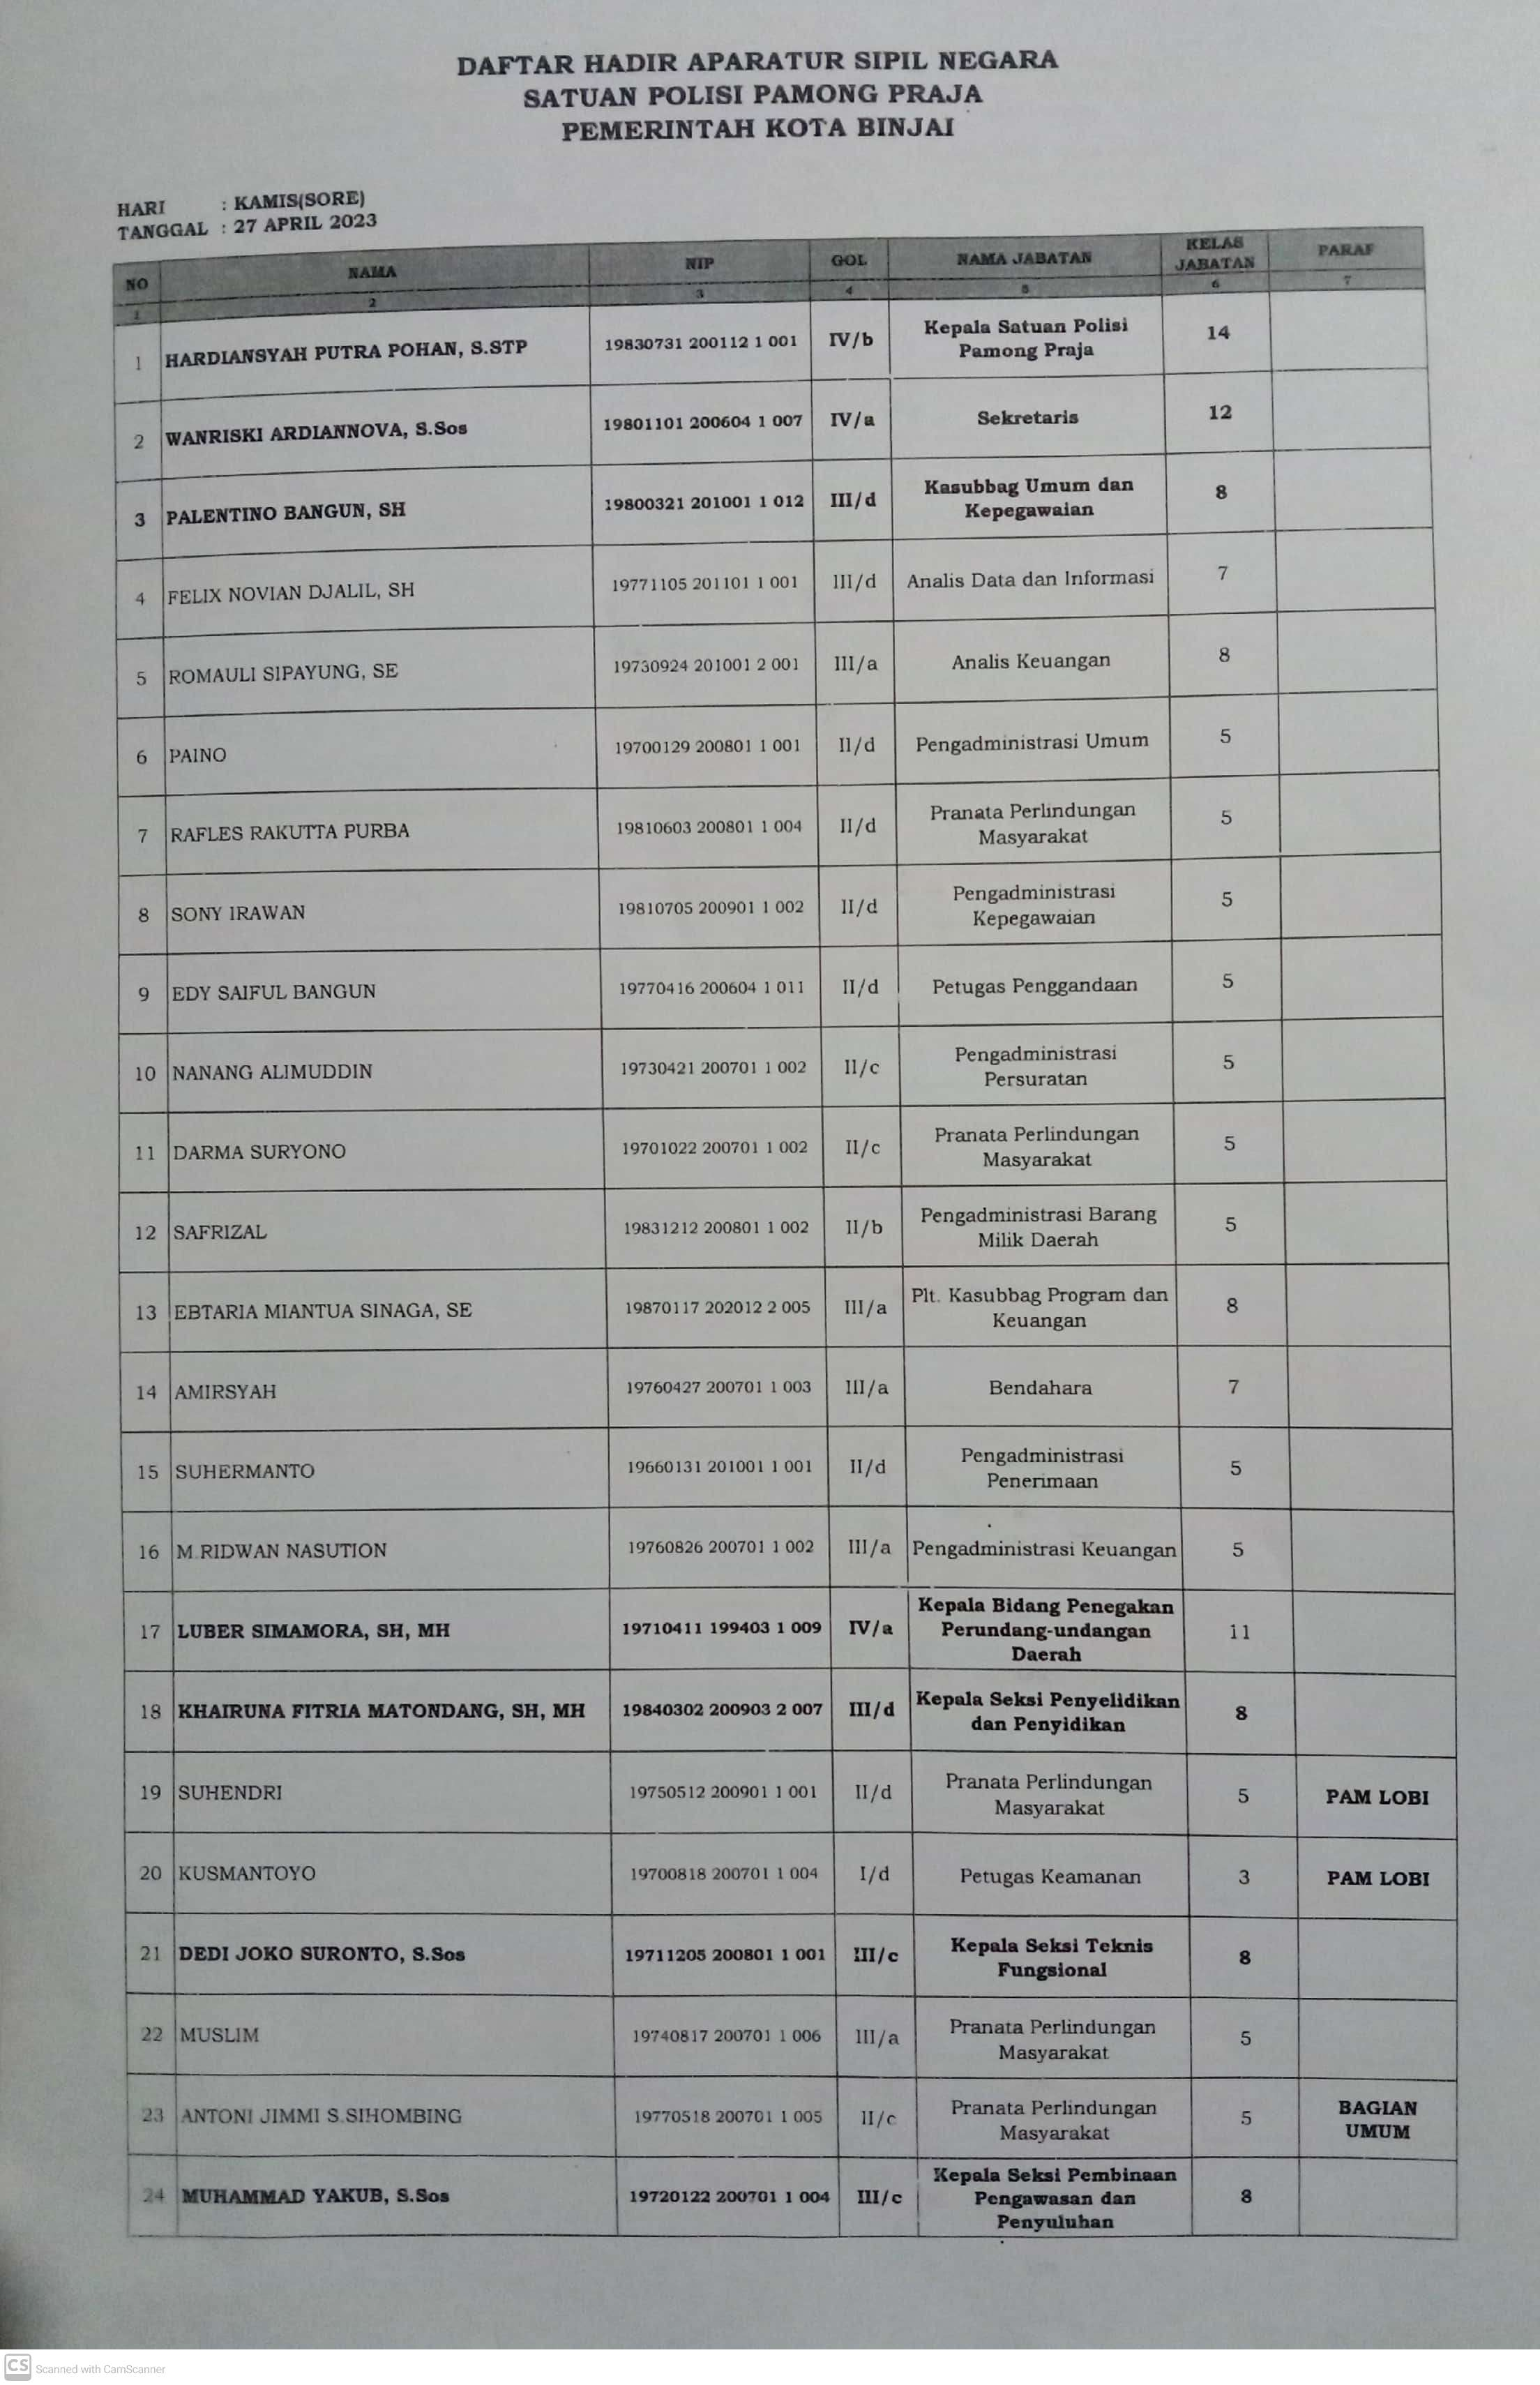 DAFTAR HADIR APARATUR SIPIL NEGARA
SATUAN POLISI PAMONG PRAJA
PEMERINTAH KOTA BINJAI
HARI : KAMIS(SORE)
TANGGAL : 27 APRIL 2023
NO NAMA NIP GOL NAMA JABATAN KELAS JABATAN PARAF
1 2 3 4 5 6 7
1 HARDIANSYAH PUTRA POHAN, S.STP 19830731 200112 1 001 IV/b Kepala Satuan Polisi Pamong Praja 14
2 WANRISKI ARDIANNOVA, S.Sos 19801101 200604 1 007 IV/a Sekretaris 12
3 PALENTINO BANGUN, SH 19800321 201001 1 012 III/d Kasubbag Umum dan Kepegawaian 8
4 FELIX NOVIAN DJALIL, SH 19771105 201101 1 001 III/d Analis Data dan Informasi 7
5 ROMAULI SIPAYUNG, SE 19730924 201001 2 001 III/a Analis Keuangan 8
6 PAINO 19700129 200801 1 001 II/d Pengadministrasi Umum 5
7 RAFLES RAKUTTA PURBA 19810603 200801 1 004 II/d Pranata Perlindungan Masyarakat 5
8 SONY IRAWAN 19810705 200901 1 002 II/d Pengadministrasi Kepegawaian 5
9 EDY SAIFUL BANGUN 19770416 200604 1 011 II/d Petugas Penggandaan 5
10 NANANG ALIMUDDIN 19730421 200701 1 002 II/c Pengadministrasi Persuratan 5
11 DARMA SURYONO 19701022 200701 1 002 II/c Pranata Perlindungan Masyarakat 5
12 SAFRIZAL 19831212 200801 1 002 II/b Pengadministrasi Barang Milik Daerah 5
13 EBTARIA MIANTUA SINAGA, SE 19870117 202012 2 005 III/a Plt. Kasubbag Program dan Keuangan 8
14 AMIRSYAH 19760427 200701 1 003 III/a Bendahara 7
15 SUHERMANTO 19660131 201001 1 001 II/d Pengadministrasi Penerimaan 5
16 M.RIDWAN NASUTION 19760826 200701 1 002 III/a Pengadministrasi Keuangan 5
17 LUBER SIMAMORA, SH, MH 19710411 199403 1 009 IV/a Kepala Bidang Penegakan Perundang-undangan Daerah 11
18 KHAIRUNA FITRIA MATONDANG, SH, MH 19840302 200903 2 007 III/d Kepala Seksi Penyelidikan dan Penyidikan 8
19 SUHENDRI 19750512 200901 1 001 II/d Pranata Perlindungan Masyarakat 5 PAM LOBI
20 KUSMANTOYO 19700818 200701 1 004 I/d Petugas Keamanan 3 PAM LOBI
21 DEDI JOKO SURONTO, S.Sos 19711205 200801 1 001 III/c Kepala Seksi Teknis Fungsional 8
22 MUSLIM 19740817 200701 1 006 III/a Pranata Perlindungan Masyarakat 5
23 ANTONI JIMMI S.SIHOMBING 19770518 200701 1 005 II/c Pranata Perlindungan Masyarakat 5 BAGIAN UMUM
24 MUHAMMAD YAKUB, S.Sos 19720122 200701 1 004 III/c Kepala Seksi Pembinaan Pengawasan dan Penyuluhan 8
CS Scanned with CamScanner